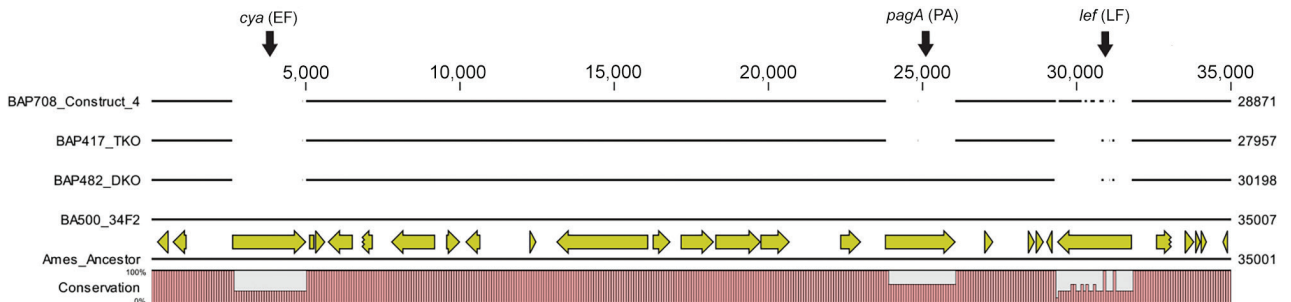 cya (EF) pagA (PA) lef (LF)
5,000 10,000 15,000 20,000 25,000 30,000 35,000
BAP708_Construct_4 28871
BAP417_TKO 27957
BAP482_DKO 30198
BA500_34F2 35007
Ames_Ancestor 35001
100%
Conservation
0%